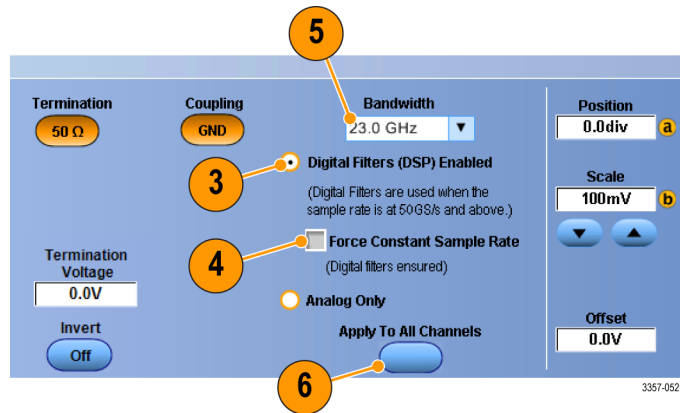 5
Termination
50 Ω
Coupling
GND
Bandwidth
23.0 GHz
Position
0.0div
a
3
Digital Filters (DSP) Enabled
(Digital Filters are used when the
sample rate is at 50GS/s and above.)
Scale
100mV
b
4
Force Constant Sample Rate
(Digital filters ensured)
Termination
Voltage
0.0V
Analog Only
Invert
Off
Apply To All Channels
6
Offset
0.0V
3357-052